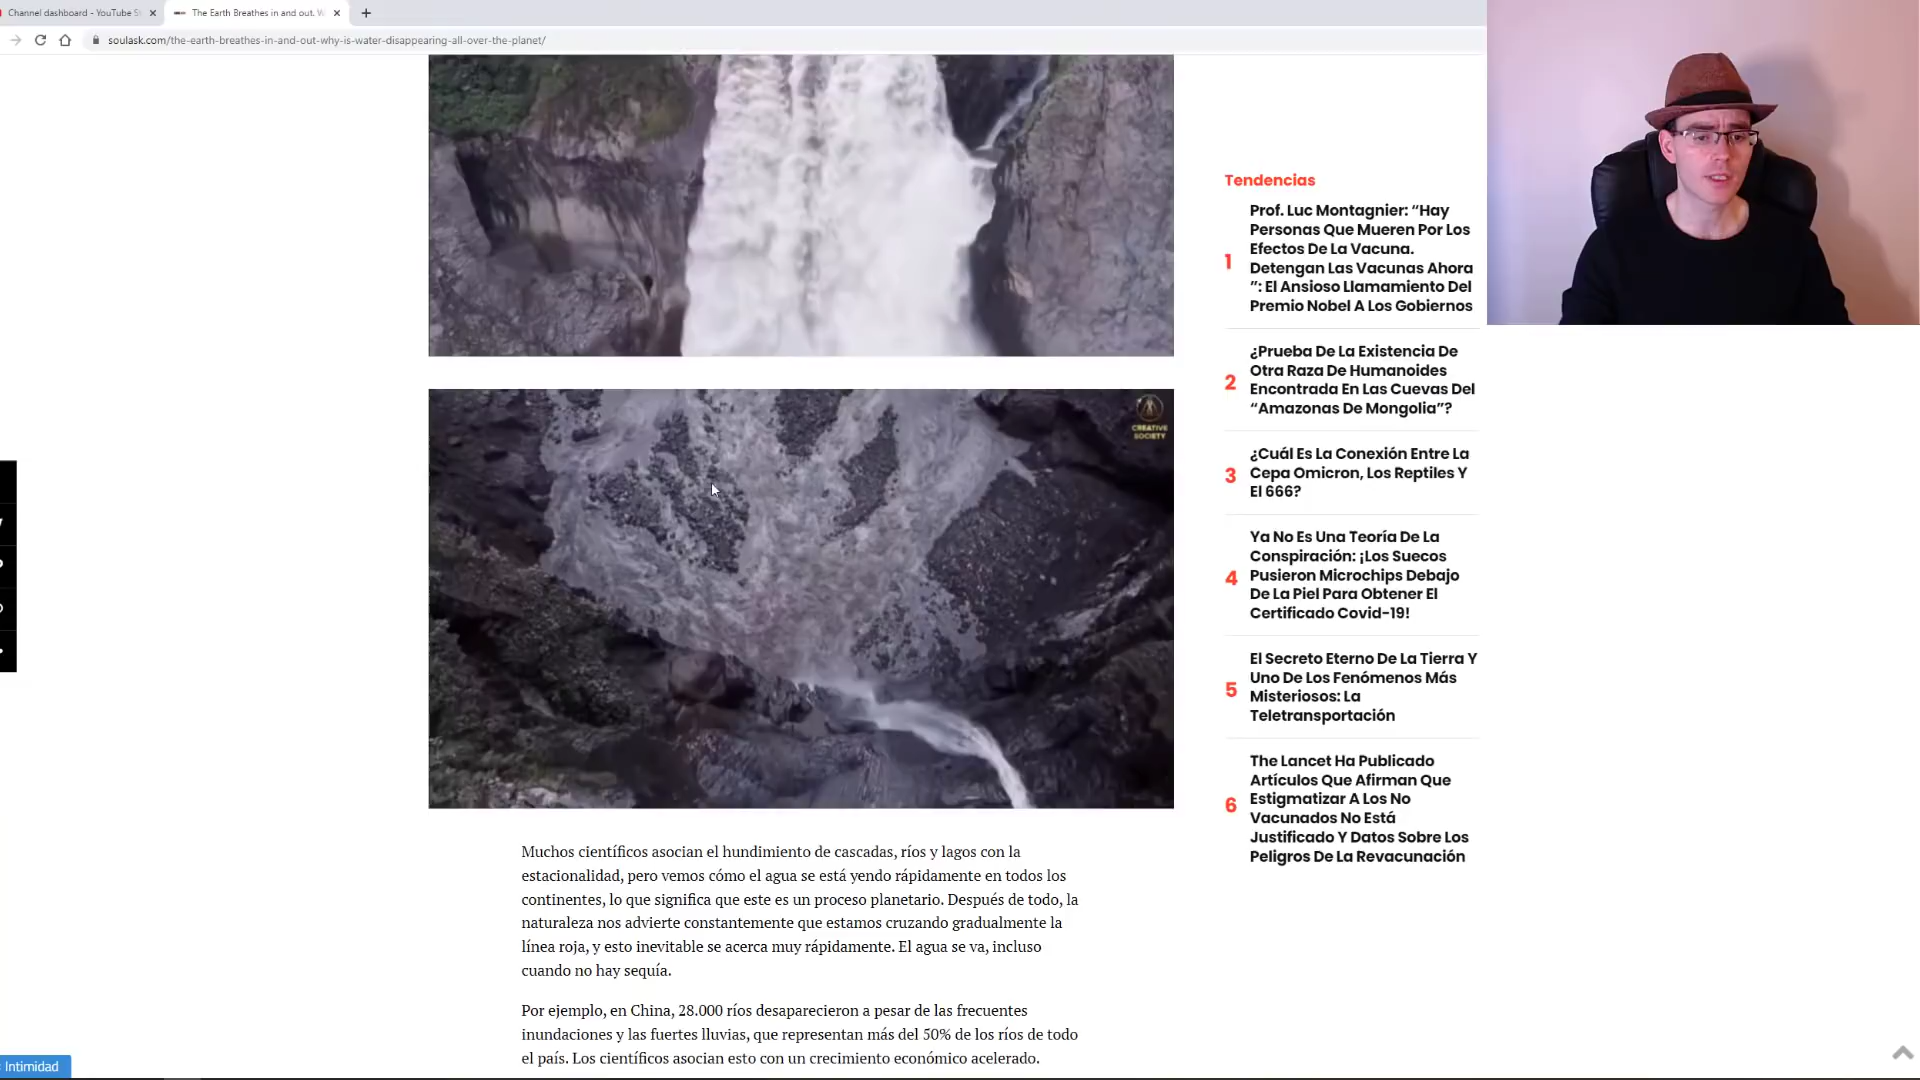 Channel dashboard - YouTube S
The Earth Breathes in and out. W
soulask.com/the-earth-breathes-in-and-out-why-is-water-disappearing-all-over-the-planet/
CREATIVE
SOCIETY
Muchos científicos asocian el hundimiento de cascadas, ríos y lagos con la
estacionalidad, pero vemos cómo el agua se está yendo rápidamente en todos los
continentes, lo que significa que este es un proceso planetario. Después de todo, la
naturaleza nos advierte constantemente que estamos cruzando gradualmente la
línea roja, y esto inevitable se acerca muy rápidamente. El agua se va, incluso
cuando no hay sequía.
Por ejemplo, en China, 28.000 ríos desaparecieron a pesar de las frecuentes
inundaciones y las fuertes lluvias, que representan más del 50% de los ríos de todo
el país. Los científicos asocian esto con un crecimiento económico acelerado.
Tendencias
1
Prof. Luc Montagnier: “Hay
Personas Que Mueren Por Los
Efectos De La Vacuna.
Detengan Las Vacunas Ahora
”: El Ansioso Llamamiento Del
Premio Nobel A Los Gobiernos
2
¿Prueba De La Existencia De
Otra Raza De Humanoides
Encontrada En Las Cuevas Del
“Amazonas De Mongolia”?
3
¿Cuál Es La Conexión Entre La
Cepa Omicron, Los Reptiles Y
El 666?
4
Ya No Es Una Teoría De La
Conspiración: ¡Los Suecos
Pusieron Microchips Debajo
De La Piel Para Obtener El
Certificado Covid-19!
5
El Secreto Eterno De La Tierra Y
Uno De Los Fenómenos Más
Misteriosos: La
Teletransportación
6
The Lancet Ha Publicado
Artículos Que Afirman Que
Estigmatizar A Los No
Vacunados No Está
Justificado Y Datos Sobre Los
Peligros De La Revacunación
Intimidad